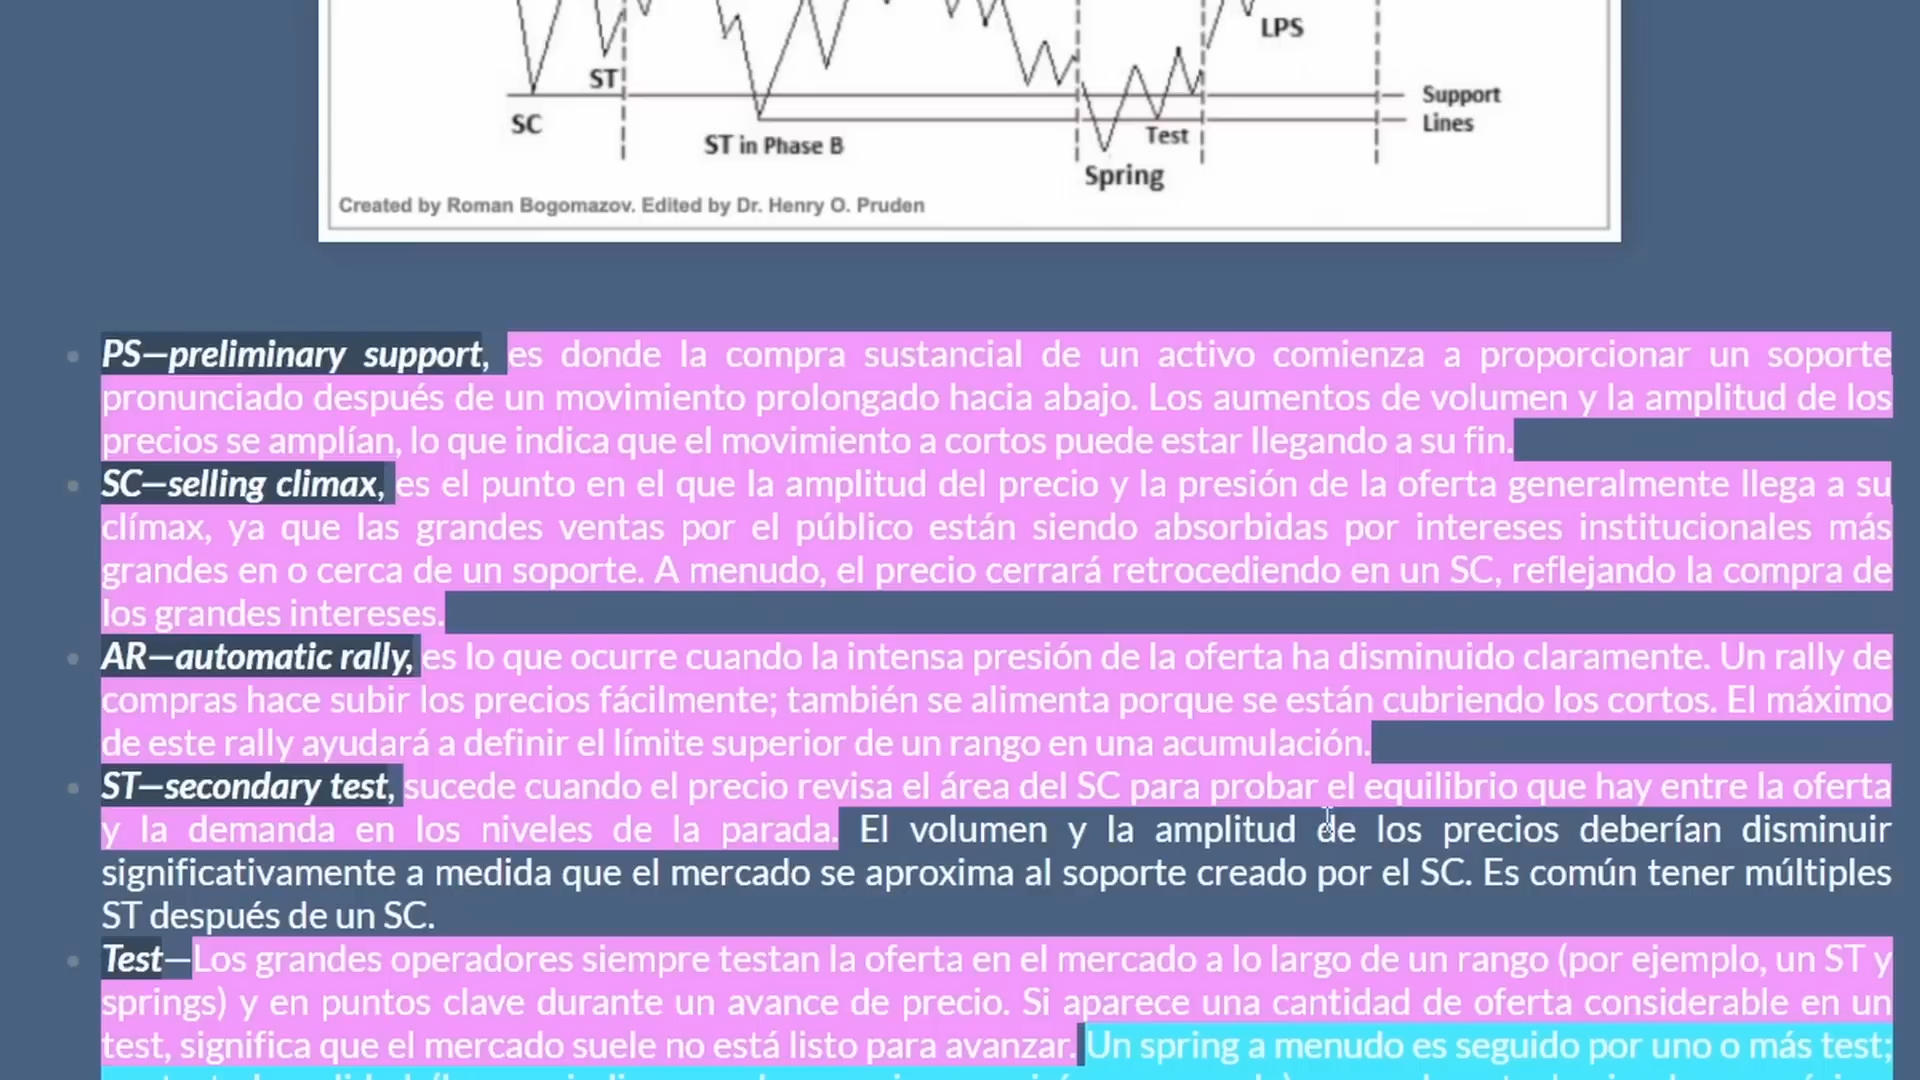 LPS
ST
Support
SC
Lines
Test
ST in Phase B
Spring
Created by Roman Bogomazov. Edited by Dr. Henry O. Pruden
PS—preliminary support, es donde la compra sustancial de un activo comienza a proporcionar un soporte
pronunciado después de un movimiento prolongado hacia abajo. Los aumentos de volumen y la amplitud de los
precios se amplían, lo que indica que el movimiento a cortos puede estar llegando a su fin.
SC—selling climax, es el punto en el que la amplitud del precio y la presión de la oferta generalmente llega a su
clímax, ya que las grandes ventas por el público están siendo absorbidas por intereses institucionales más
grandes en o cerca de un soporte. A menudo, el precio cerrará retrocediendo en un SC, reflejando la compra de
los grandes intereses.
AR—automatic rally, es lo que ocurre cuando la intensa presión de la oferta ha disminuido claramente. Un rally de
compras hace subir los precios fácilmente; también se alimenta porque se están cubriendo los cortos. El máximo
de este rally ayudará a definir el límite superior de un rango en una acumulación.
ST—secondary test, sucede cuando el precio revisa el área del SC para probar el equilibrio que hay entre la oferta
y la demanda en los niveles de la parada. El volumen y la amplitud de los precios deberían disminuir
significativamente a medida que el mercado se aproxima al soporte creado por el SC. Es común tener múltiples
ST después de un SC.
Test—Los grandes operadores siempre testan la oferta en el mercado a lo largo de un rango (por ejemplo, un ST y
springs) y en puntos clave durante un avance de precio. Si aparece una cantidad de oferta considerable en un
test, significa que el mercado suele no está listo para avanzar. Un spring a menudo es seguido por uno o más test;